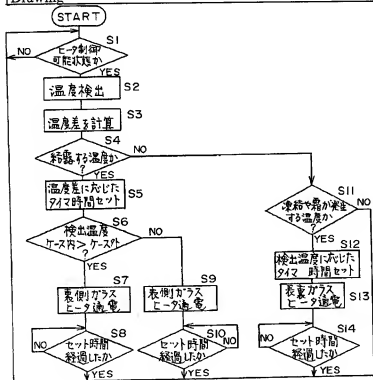 Drawing
START
S1
ヒータ制御
可能状態か
NO
YES
温度検出
S2
S3
温度差を計算
S4
結露する温度か
?
NO
YES
温度差に応じた
タイマ時間セット
S5
S6
検出温度
ケース内>ケース外
?
NO
YES
S7
裏側ガラス
ヒータ通電
S8
NO
セット時間
経過したか
YES
S9
表側ガラス
ヒータ通電
S10
NO
セット時間
経過したか
YES
S11
凍結や霜が発生
する温度か
?
NO
YES
S12
検出温度に応じた
タイマ 時間セット
S13
表裏ガラス
ヒータ通電
S14
NO
セット時間
経過したか
YES